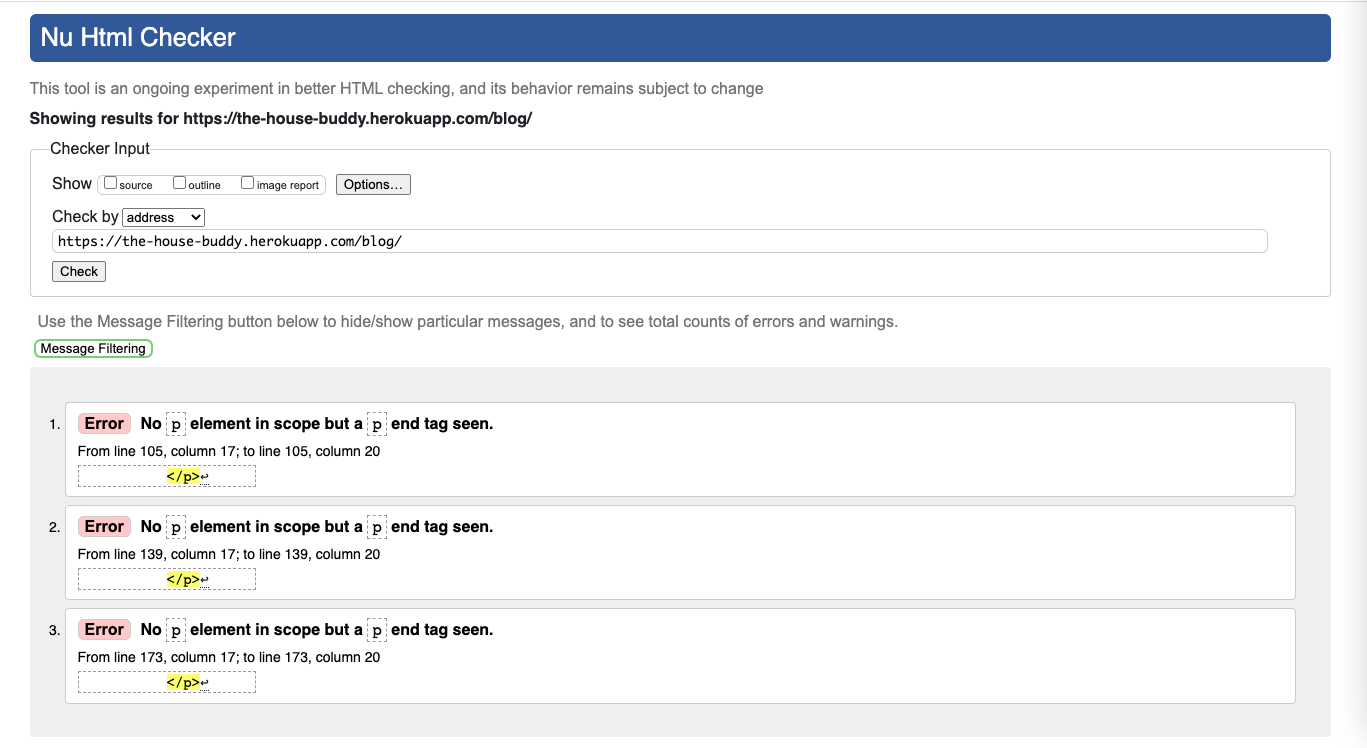 Nu Html Checker
This tool is an ongoing experiment in better HTML checking, and its behavior remains subject to change
Showing results for https://the-house-buddy.herokuapp.com/blog/
Checker Input
Show source outline image report Options...
Check by address
https://the-house-buddy.herokuapp.com/blog/
Check
Use the Message Filtering button below to hide/show particular messages, and to see total counts of errors and warnings.
Message Filtering
1. Error No p element in scope but a p end tag seen.
From line 105, column 17; to line 105, column 20
</p>↩
2. Error No p element in scope but a p end tag seen.
From line 139, column 17; to line 139, column 20
</p>↩
3. Error No p element in scope but a p end tag seen.
From line 173, column 17; to line 173, column 20
</p>↩